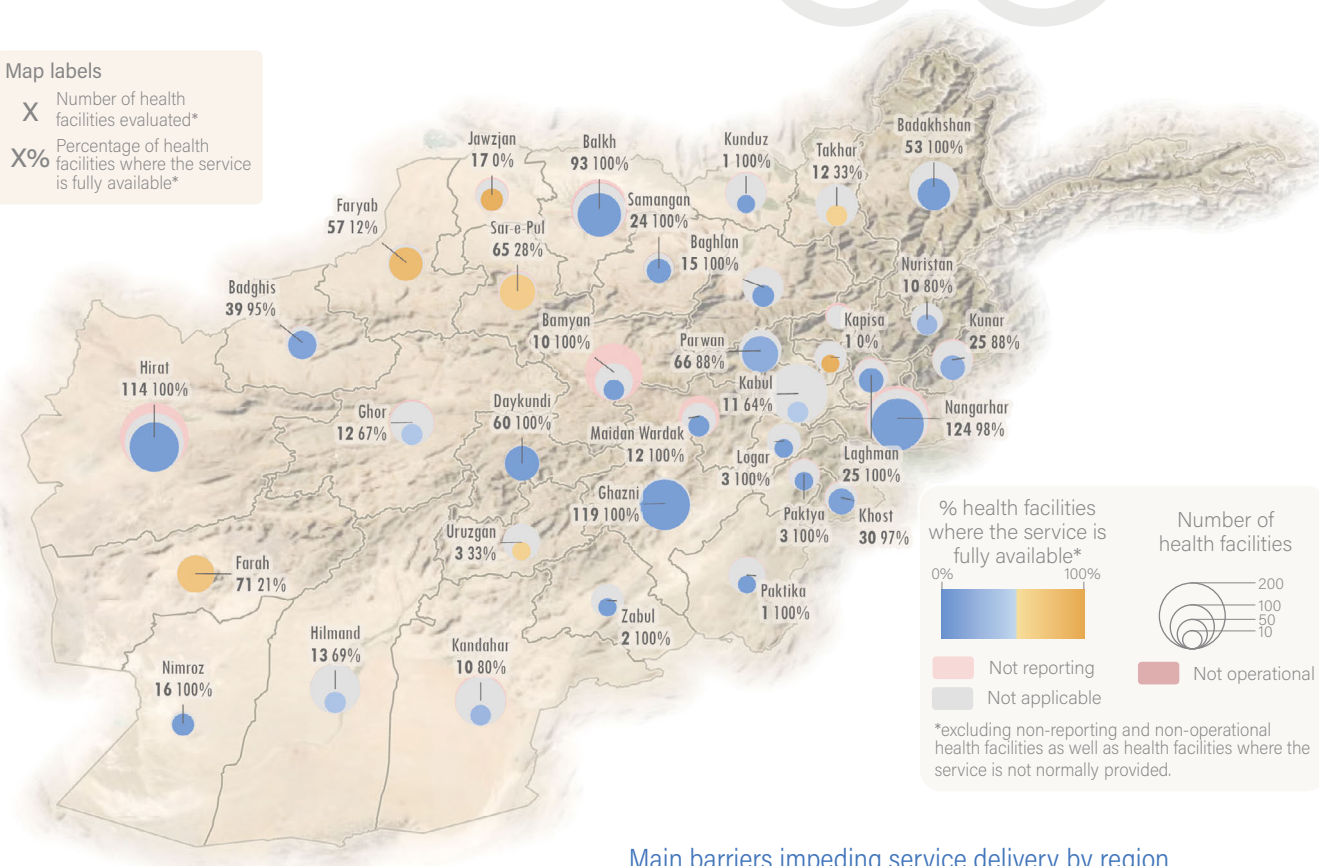 Map labels
X Number of health
facilities evaluated*
X% Percentage of health
facilities where the service
is fully available*
Jawzjan
17 0%
Balkh
93 100%
Kunduz
1 100%
Takhar
12 33%
Badakhshan
53 100%
Faryab
57 12%
Sar-e-Pul
65 28%
Samangan
24 100%
Baghlan
15 100%
Nuristan
10 80%
Badghis
39 95%
Bamyan
10 100%
Parwan
66 88%
Kapisa
1 0%
Kunar
25 88%
Hirat
114 100%
Ghor
12 67%
Daykundi
60 100%
Kabul
11 64%
Maidan Wardak
12 100%
Nangarhar
124 98%
Logar
3 100%
Laghman
25 100%
Ghazni
119 100%
Paktya
3 100%
Khost
30 97%
Uruzgan
3 33%
Farah
71 21%
Zabul
2 100%
Paktika
1 100%
Hilmand
13 69%
Kandahar
10 80%
Nimroz
16 100%
% health facilities
where the service is
fully available*
0% 100%
Number of
health facilities
200
100
50
10
Not reporting
Not operational
Not applicable
*excluding non-reporting and non-operational
health facilities as well as health facilities where the
service is not normally provided.
Main barriers impeding service delivery by region